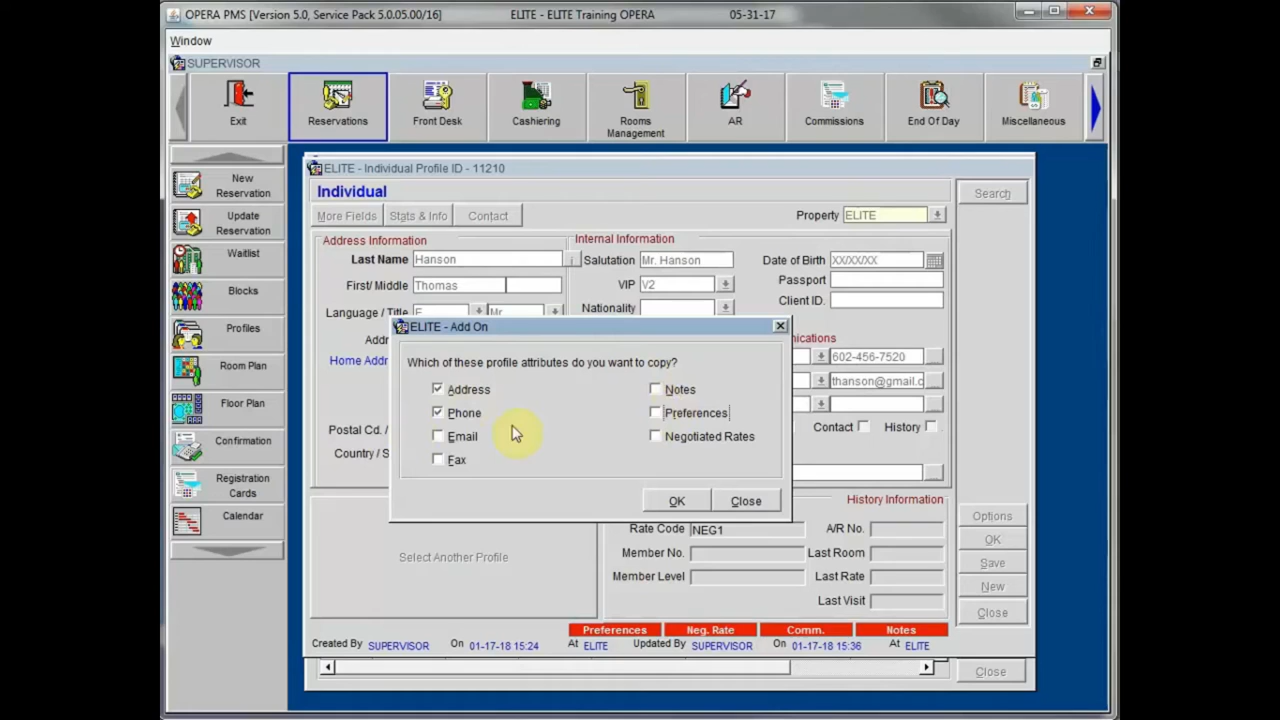 OPERA PMS [Version 5.0, Service Pack 5.0.05.00/16] ELITE - ELITE Training OPERA 05-31-17
Window
SUPERVISOR
Exit Reservations Front Desk Cashiering Rooms Management AR Commissions End Of Day Miscellaneous
New Reservation
Update Reservation
Waitlist
Blocks
Profiles
Room Plan
Floor Plan
Confirmation
Registration Cards
Calendar
ELITE - Individual Profile ID - 11210
Individual
Search
More Fields Stats & Info Contact Property ELITE
Address Information Internal Information
Last Name Hanson i Salutation Mr. Hanson Date of Birth XX/XX/XX
First/ Middle Thomas VIP V2 Passport
Nationality Client ID.
Language / Title E Mr.
ELITE - Add On
Which of these profile attributes do you want to copy?
Address Notes
Phone Preferences
Email Negotiated Rates
Fax
OK Close
Addr
Home Addr
602-456-7520
thanson@gmail.c
Postal Cd. / Contact History
Country / S
History Information
Rate Code NEG1 A/R No.
Select Another Profile
Member No. Last Room
Member Level Last Rate
Last Visit
Options
OK
Save
New
Close
Preferences Neg. Rate Comm. Notes
Created By SUPERVISOR On 01-17-18 15:24 At ELITE Updated By SUPERVISOR On 01-17-18 15:36 At ELITE
Close